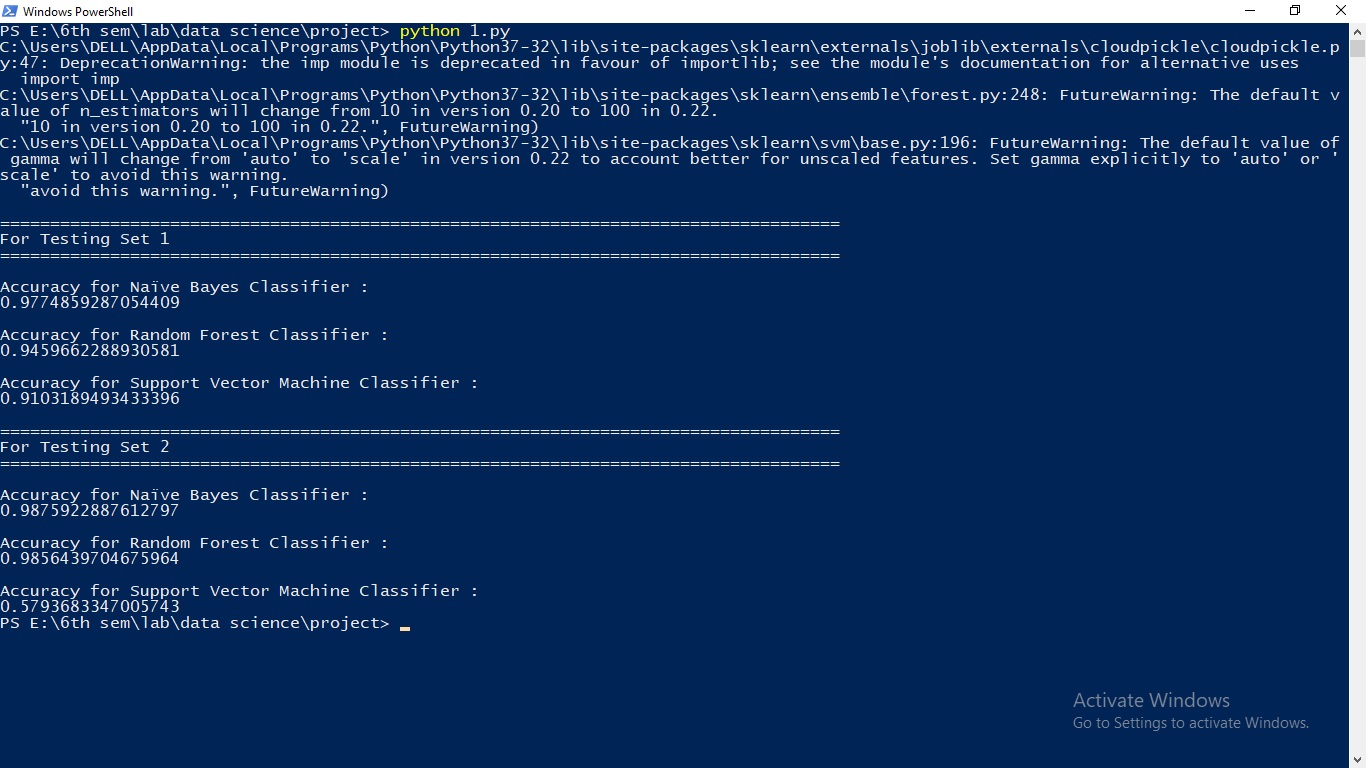 Windows PowerShell
PS E:\6th sem\lab\data science\project> python 1.py
C:\Users\DELL\AppData\Local\Programs\Python\Python37-32\lib\site-packages\sklearn\externals\joblib\externals\cloudpickle\cloudpickle.p
y:47: DeprecationWarning: the imp module is deprecated in favour of importlib; see the module's documentation for alternative uses
  import imp
C:\Users\DELL\AppData\Local\Programs\Python\Python37-32\lib\site-packages\sklearn\ensemble\forest.py:248: FutureWarning: The default v
alue of n_estimators will change from 10 in version 0.20 to 100 in 0.22.
  "10 in version 0.20 to 100 in 0.22.", FutureWarning)
C:\Users\DELL\AppData\Local\Programs\Python\Python37-32\lib\site-packages\sklearn\svm\base.py:196: FutureWarning: The default value of
 gamma will change from 'auto' to 'scale' in version 0.22 to account better for unscaled features. Set gamma explicitly to 'auto' or '
scale' to avoid this warning.
  "avoid this warning.", FutureWarning)
====================================================================================
For Testing Set 1
====================================================================================
Accuracy for Naïve Bayes Classifier :
0.9774859287054409
Accuracy for Random Forest Classifier :
0.9459662288930581
Accuracy for Support Vector Machine Classifier :
0.9103189493433396
====================================================================================
For Testing Set 2
====================================================================================
Accuracy for Naïve Bayes Classifier :
0.9875922887612797
Accuracy for Random Forest Classifier :
0.9856439704675964
Accuracy for Support Vector Machine Classifier :
0.5793683347005743
PS E:\6th sem\lab\data science\project>
Activate Windows
Go to Settings to activate Windows.